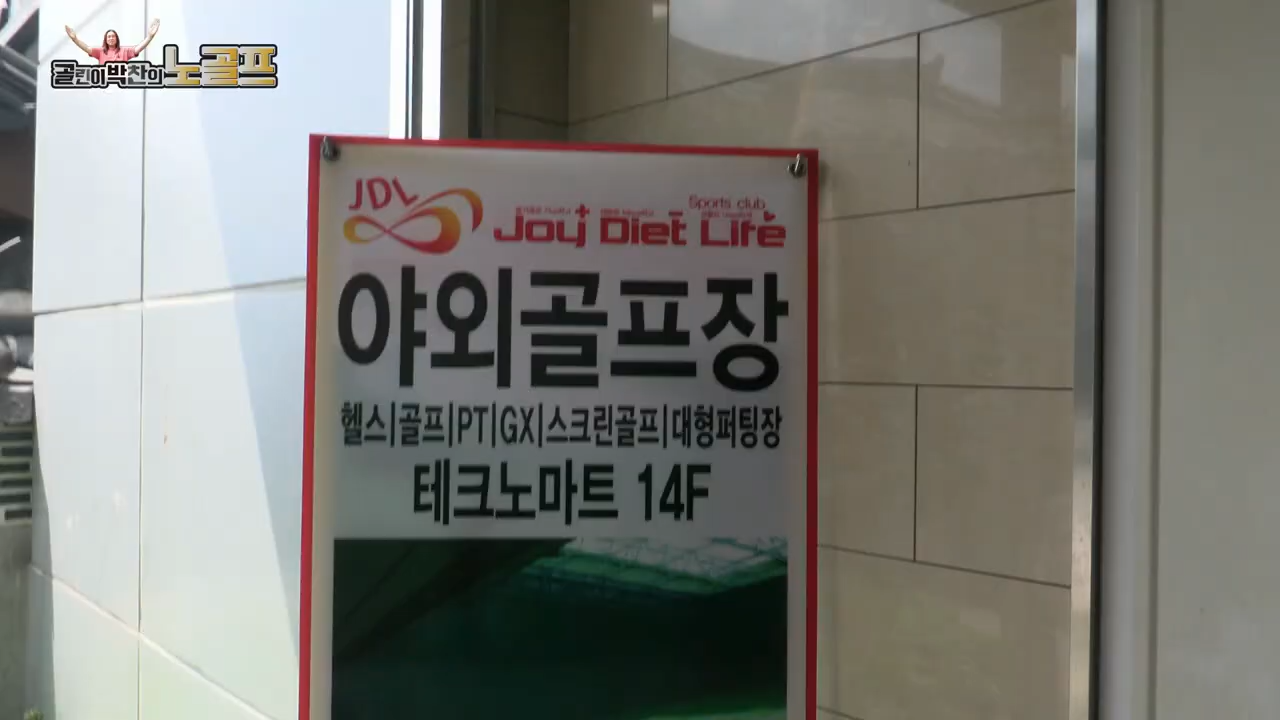 골린이박찬의 노골프
JDL
Sports club
Joy Diet Life
야외골프장
헬스|골프|PT|GX|스크린골프|대형퍼팅장
테크노마트 14F